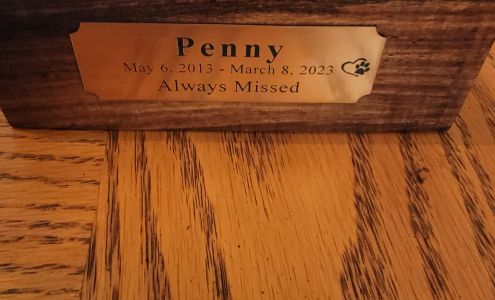 Penny
May 6, 2013 - March 8, 2023
Always Missed